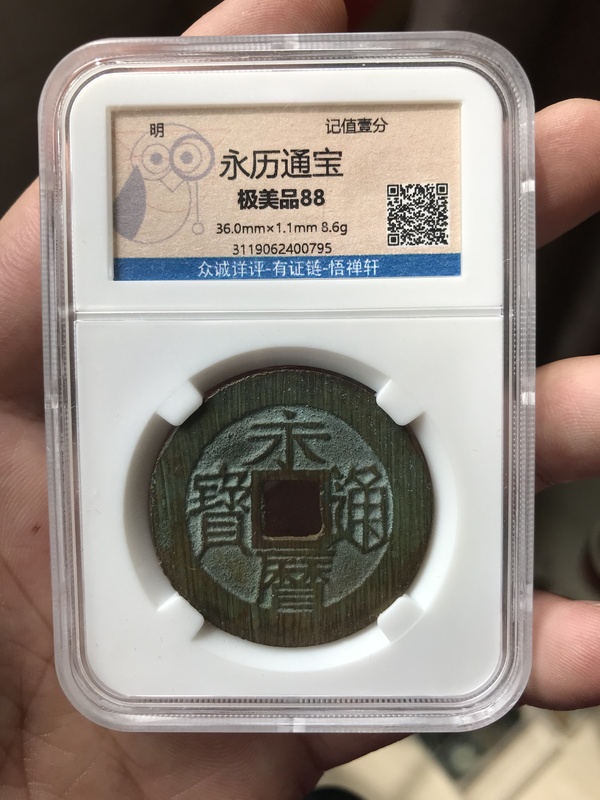 明 记值壹分
永历通宝
极美品88
36.0mm×1.1mm 8.6g
3119062400795
众诚详评-有证链-悟禅轩
永
寶 通
曆